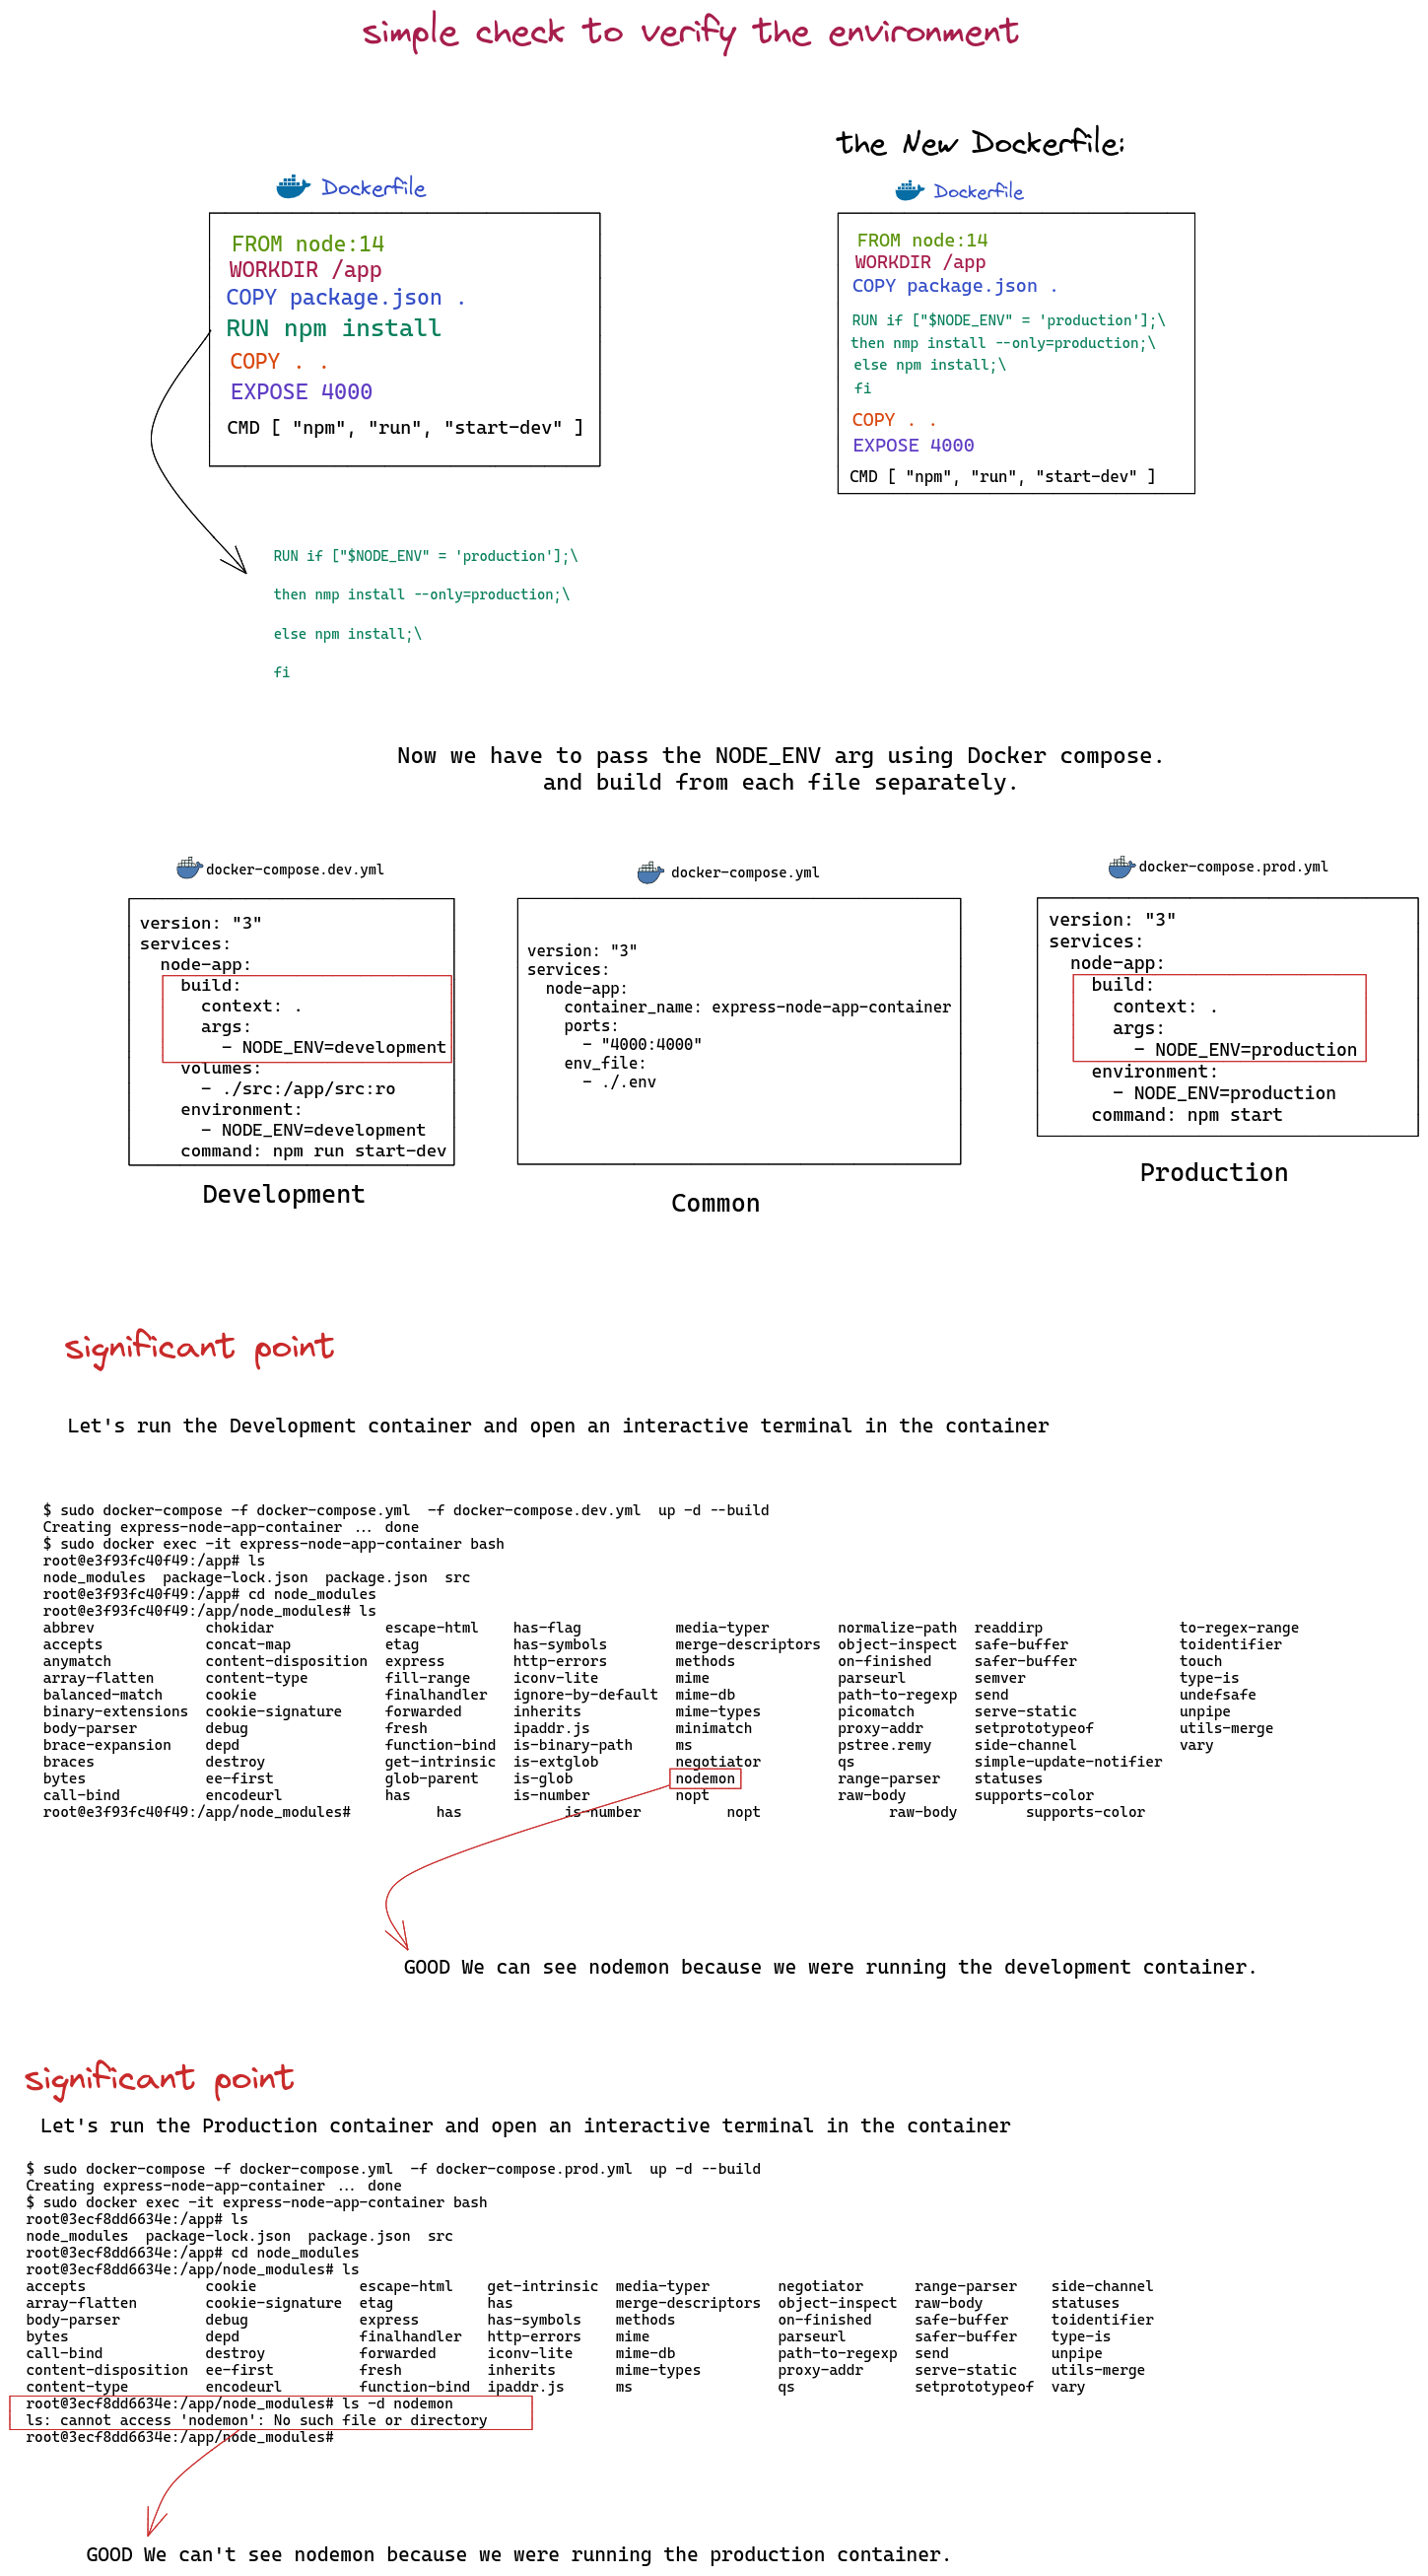 simple check to verify the environment
the New Dockerfile:
Dockerfile
FROM node:14
WORKDIR /app
COPY package.json .
RUN npm install
COPY . .
EXPOSE 4000
CMD [ "npm", "run", "start-dev" ]
Dockerfile
FROM node:14
WORKDIR /app
COPY package.json .
RUN if ["$NODE_ENV" = 'production'];\
then nmp install --only=production;\
else npm install;\
fi
COPY . .
EXPOSE 4000
CMD [ "npm", "run", "start-dev" ]
RUN if ["$NODE_ENV" = 'production'];\
then nmp install --only=production;\
else npm install;\
fi
Now we have to pass the NODE_ENV arg using Docker compose.
and build from each file separately.
docker-compose.dev.yml
version: "3"
services:
  node-app:
    build:
      context: .
      args:
        - NODE_ENV=development
    volumes:
      - ./src:/app/src:ro
    environment:
      - NODE_ENV=development
    command: npm run start-dev
Development
docker-compose.yml
version: "3"
services:
  node-app:
    container_name: express-node-app-container
    ports:
      - "4000:4000"
    env_file:
      - ./.env
Common
docker-compose.prod.yml
version: "3"
services:
  node-app:
    build:
      context: .
      args:
        - NODE_ENV=production
    environment:
      - NODE_ENV=production
    command: npm start
Production
significant point
Let's run the Development container and open an interactive terminal in the container
$ sudo docker-compose -f docker-compose.yml  -f docker-compose.dev.yml  up -d --build
Creating express-node-app-container ... done
$ sudo docker exec -it express-node-app-container bash
root@e3f93fc40f49:/app# ls
node_modules  package-lock.json  package.json  src
root@e3f93fc40f49:/app# cd node_modules
root@e3f93fc40f49:/app/node_modules# ls
abbrev             chokidar             escape-html    has-flag           media-typer        normalize-path  readdirp                to-regex-range
accepts            concat-map           etag           has-symbols        merge-descriptors  object-inspect  safe-buffer             toidentifier
anymatch           content-disposition  express        http-errors        methods            on-finished     safer-buffer            touch
array-flatten      content-type         fill-range     iconv-lite         mime               parseurl        semver                  type-is
balanced-match     cookie               finalhandler   ignore-by-default  mime-db            path-to-regexp  send                    undefsafe
binary-extensions  cookie-signature     forwarded      inherits           mime-types         picomatch       serve-static            unpipe
body-parser        debug                fresh          ipaddr.js          minimatch          proxy-addr      setprototypeof          utils-merge
brace-expansion    depd                 function-bind  is-binary-path     ms                 pstree.remy     side-channel            vary
braces             destroy              get-intrinsic  is-extglob         negotiator         qs              simple-update-notifier
bytes              ee-first             glob-parent    is-glob            nodemon            range-parser    statuses
call-bind          encodeurl            has            is-number          nopt               raw-body        supports-color
root@e3f93fc40f49:/app/node_modules#          has            is-number          nopt               raw-body        supports-color
GOOD We can see nodemon because we were running the development container.
significant point
Let's run the Production container and open an interactive terminal in the container
$ sudo docker-compose -f docker-compose.yml  -f docker-compose.prod.yml  up -d --build
Creating express-node-app-container ... done
$ sudo docker exec -it express-node-app-container bash
root@3ecf8dd6634e:/app# ls
node_modules  package-lock.json  package.json  src
root@3ecf8dd6634e:/app# cd node_modules
root@3ecf8dd6634e:/app/node_modules# ls
accepts              cookie            escape-html    get-intrinsic  media-typer        negotiator      range-parser    side-channel
array-flatten        cookie-signature  etag           has            merge-descriptors  object-inspect  raw-body        statuses
body-parser          debug             express        has-symbols    methods            on-finished     safe-buffer     toidentifier
bytes                depd              finalhandler   http-errors    mime               parseurl        safer-buffer    type-is
call-bind            destroy           forwarded      iconv-lite     mime-db            path-to-regexp  send            unpipe
content-disposition  ee-first          fresh          inherits       mime-types         proxy-addr      serve-static    utils-merge
content-type         encodeurl         function-bind  ipaddr.js      ms                 qs              setprototypeof  vary
root@3ecf8dd6634e:/app/node_modules# ls -d nodemon
ls: cannot access 'nodemon': No such file or directory
root@3ecf8dd6634e:/app/node_modules#
GOOD We can't see nodemon because we were running the production container.